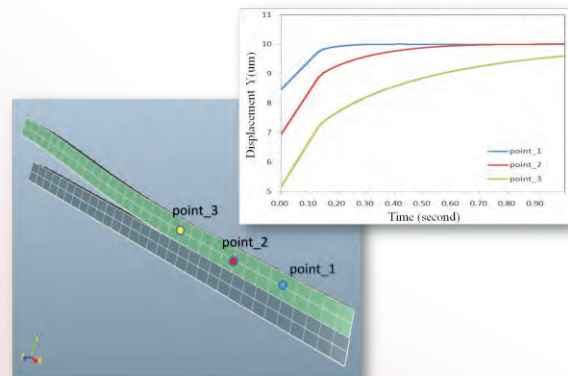 Displacement Y(um)
11
10
9
8
7
6
5
0.00 0.10 0.20 0.30 0.40 0.50 0.60 0.70 0.80 0.90
Time (second)
point_1
point_2
point_3
point_3
point_2
point_1